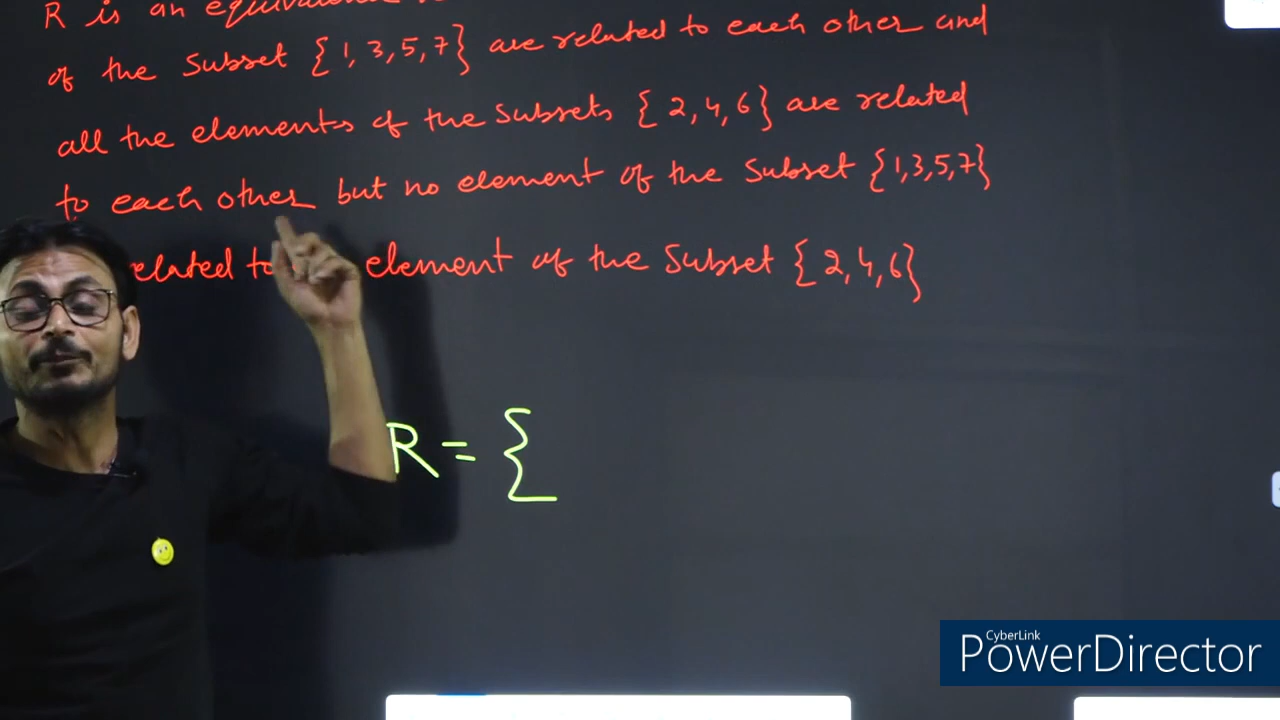 R is an equivalence
of the Subset {1, 3, 5, 7} are related to each other and
all the elements of the subsets {2, 4, 6} are related
to each other but no element of the Subset {1,3,5,7}
related to element of the Subset {2,4,6}
R = {
CyberLink
PowerDirector